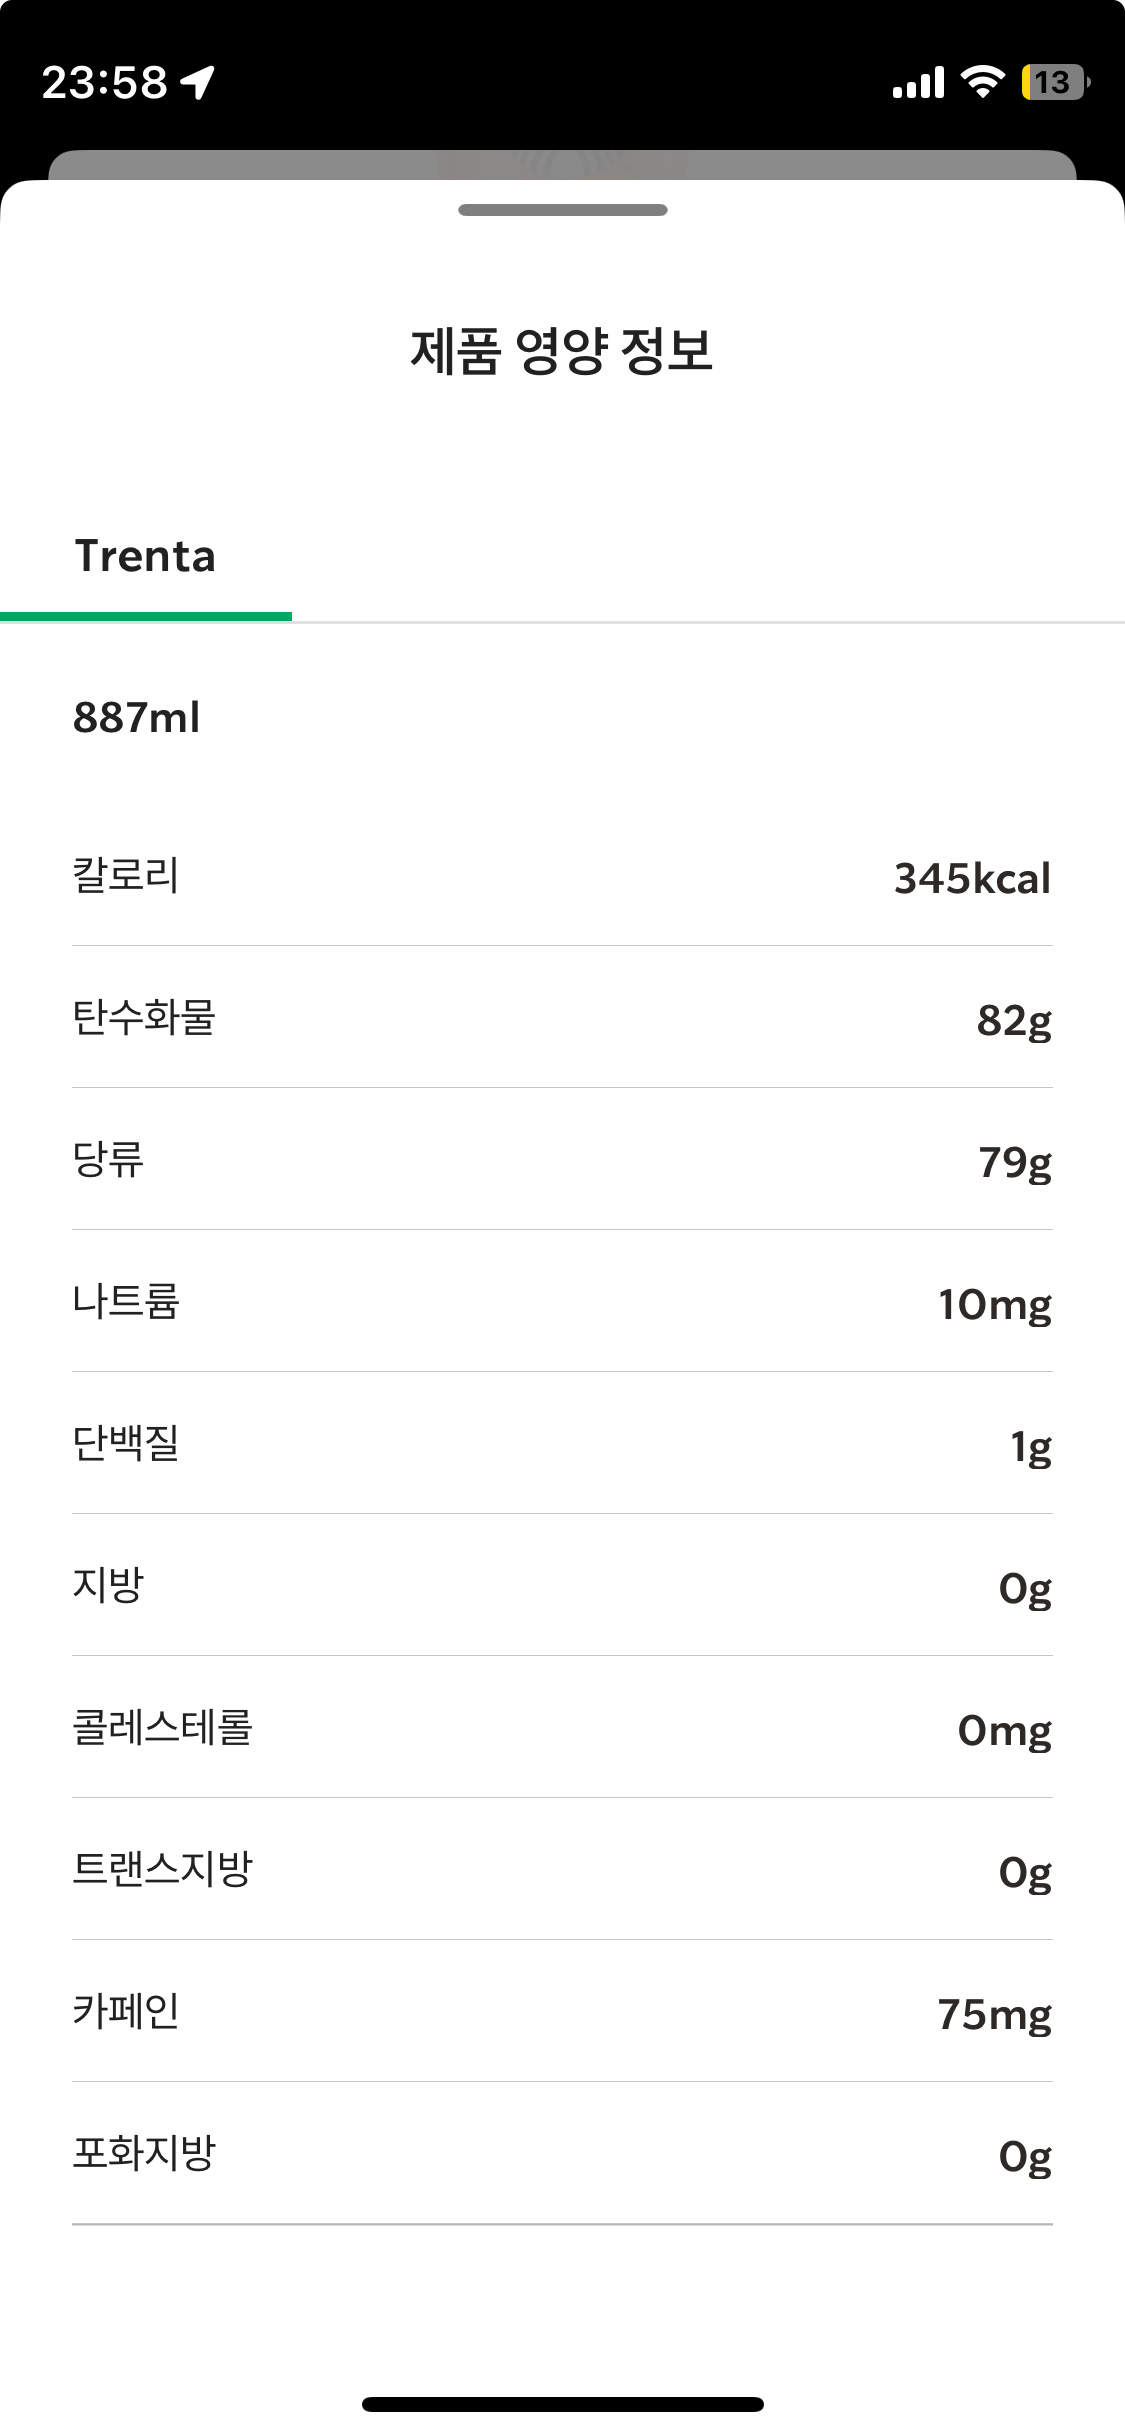 23:58
13
제품 영양 정보
Trenta
887ml
칼로리 345kcal
탄수화물 82g
당류 79g
나트륨 10mg
단백질 1g
지방 0g
콜레스테롤 0mg
트랜스지방 0g
카페인 75mg
포화지방 0g